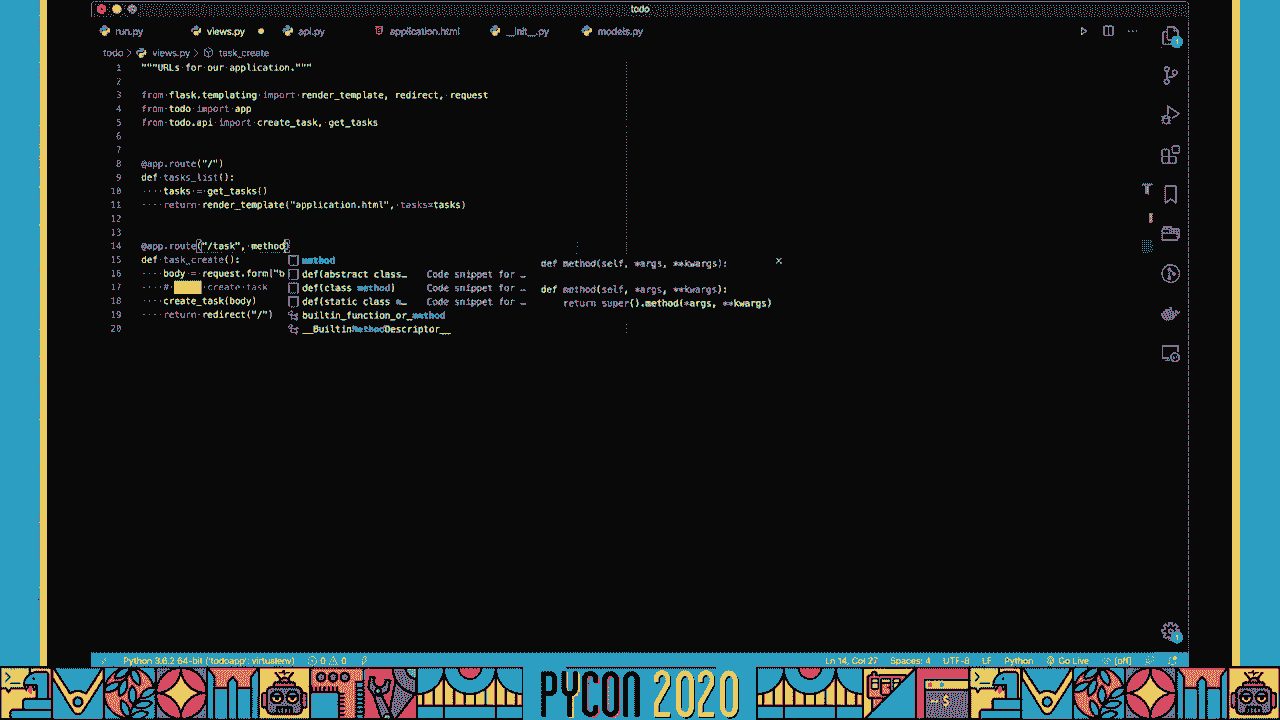 todo
run.py views.py api.py application.html __init__.py models.py
todo > views.py > task_create
1 """URLs for our application."""
2
3 from flask.templating import render_template, redirect, request
4 from todo import app
5 from todo.api import create_task, get_tasks
6
7
8 @app.route("/")
9 def tasks_list():
10 tasks = get_tasks()
11 return render_template("application.html", tasks=tasks)
12
13
14 @app.route("/task", method)
15 def task_create():
16 body = request.form["b
17 # create task
18 create_task(body)
19 return redirect("/")
20
method
def(abstract class… Code snippet for …
def(class method) Code snippet for …
def(static class m… Code snippet for …
builtin_function_or_method
__BuiltinMethodDescriptor__
def method(self, *args, **kwargs):
def method(self, *args, **kwargs):
return super().method(*args, **kwargs)
Python 3.6.2 64-bit ('todoapp': virtualenv) 0 0 Ln 14, Col 27 Spaces: 4 UTF-8 LF Python Go Live [off]
PYCON 2020